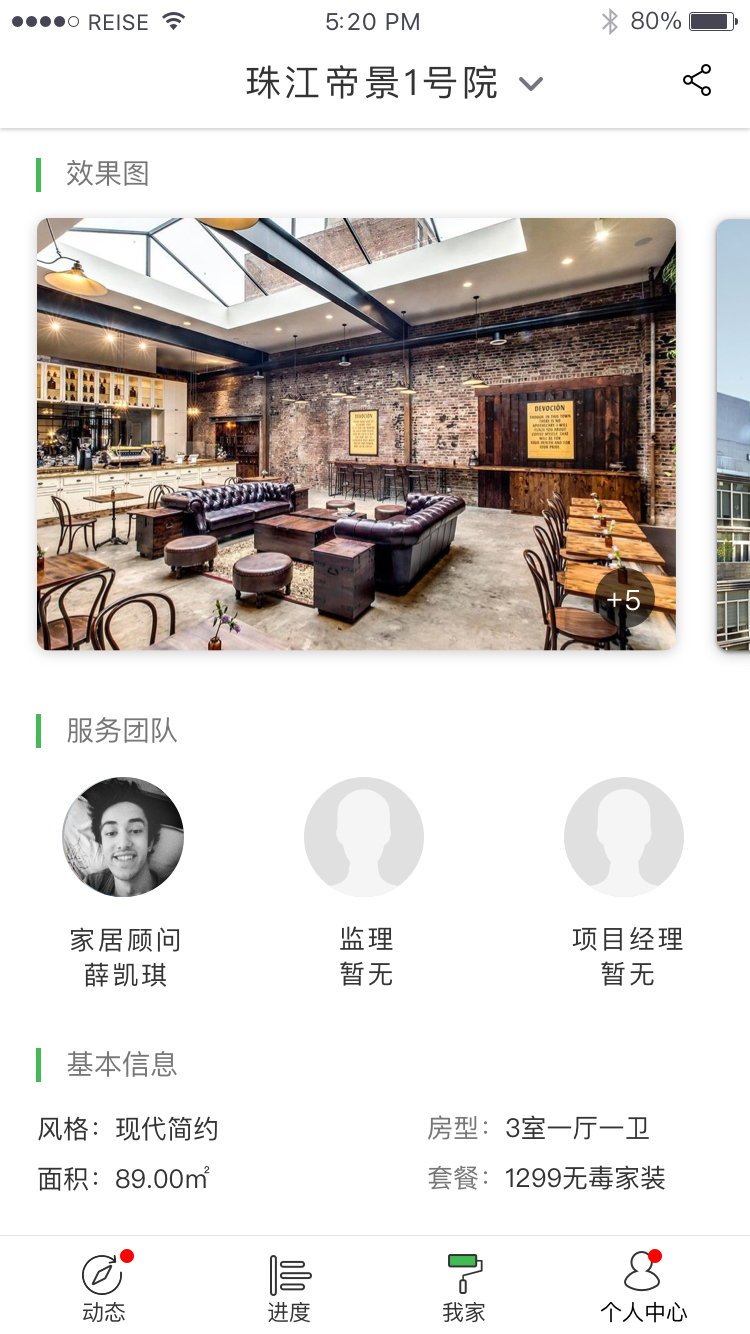 REISE 5:20 PM 80%
珠江帝景1号院
效果图
DEVOCIÓN
DEVOCIÓN
+5
服务团队
家居顾问 监理 项目经理
薛凯琪 暂无 暂无
基本信息
风格：现代简约 房型：3室一厅一卫
面积：89.00m² 套餐：1299无毒家装
动态 进度 我家 个人中心